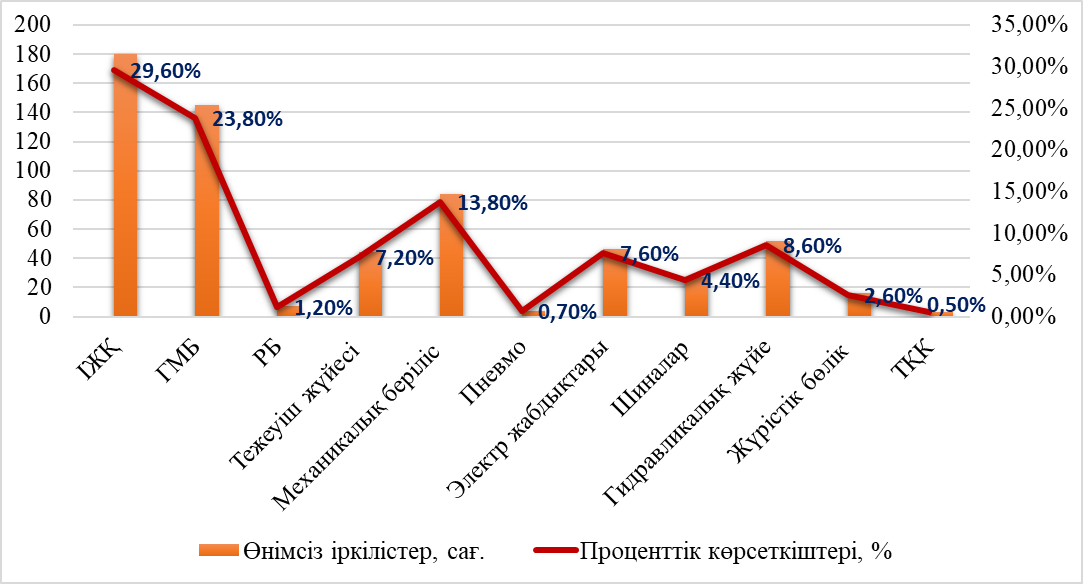 200
180
160
140
120
100
80
60
40
20
0
35,00%
30,00%
25,00%
20,00%
15,00%
10,00%
5,00%
0,00%
29,60%
23,80%
1,20%
7,20%
13,80%
0,70%
7,60%
4,40%
8,60%
2,60%
0,50%
ІЖҚ
ГМБ
РБ
Тежеуіш жүйесі
Механикалық беріліс
Пневмо
Электр жабдықтары
Шиналар
Гидравликалық жүйе
Жүрістік бөлік
ТҚК
Өнімсіз іркілістер, сағ.
Проценттік көрсеткіштері, %